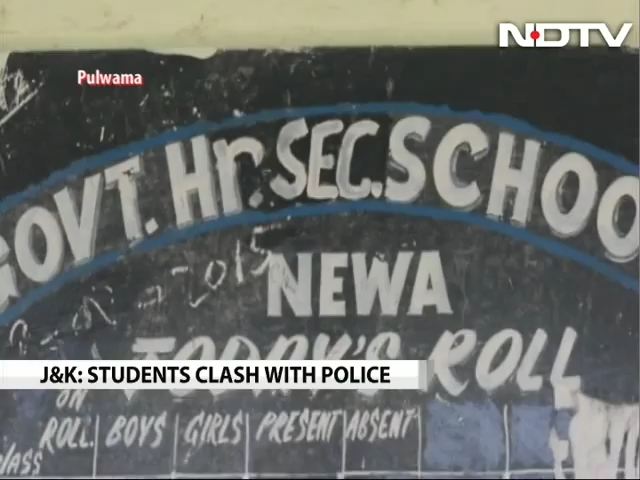 NDTV
Pulwama
GOVT. Hr. SEC. SCHOO
2015
NEWA
TODAY'S ROLL
J&K: STUDENTS CLASH WITH POLICE
ON
ROLL. BOYS GIRLS PRESENT ABSENT
lass